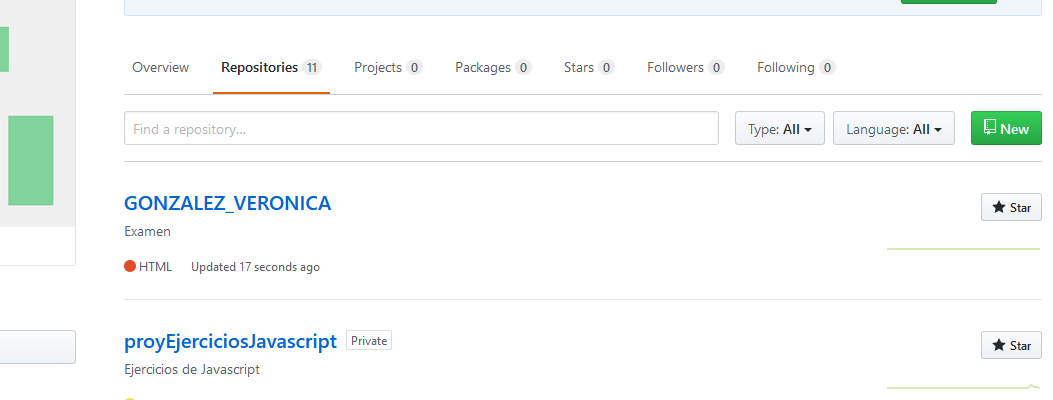 Overview Repositories 11 Projects 0 Packages 0 Stars 0 Followers 0 Following 0
Find a repository... Type: All Language: All New
GONZALEZ_VERONICA Star
Examen
HTML Updated 17 seconds ago
proyEjerciciosJavascript Private Star
Ejercicios de Javascript